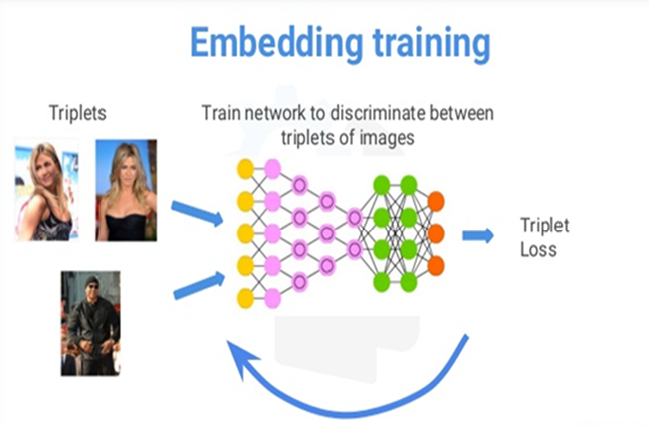 Embedding training
Triplets
Train network to discriminate between
triplets of images
Triplet
Loss